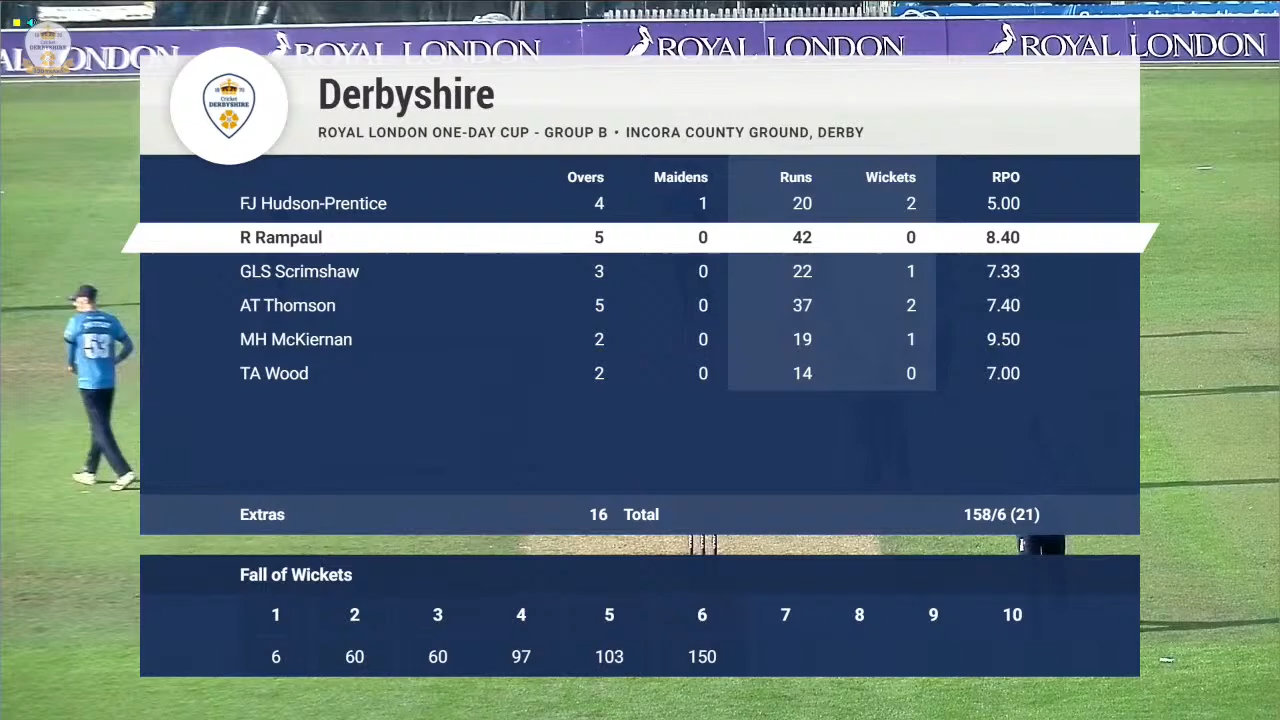 ROYAL LONDON
ROYAL LONDON
LONDON
Cricket
DERBYSHIRE
Derbyshire
ROYAL LONDON ONE-DAY CUP - GROUP B • INCORA COUNTY GROUND, DERBY
Overs Maidens Runs Wickets RPO
FJ Hudson-Prentice 4 1 20 2 5.00
R Rampaul 5 0 42 0 8.40
GLS Scrimshaw 3 0 22 1 7.33
AT Thomson 5 0 37 2 7.40
MH McKiernan 2 0 19 1 9.50
TA Wood 2 0 14 0 7.00
53
Extras 16 Total 158/6 (21)
Fall of Wickets
1 2 3 4 5 6 7 8 9 10
6 60 60 97 103 150